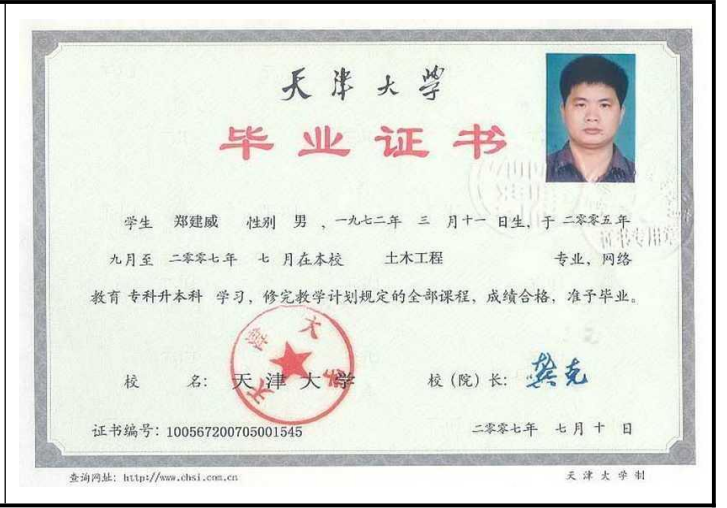 天津大学
毕业证书
学生 郑建威 性别 男 ，一九七二年 三 月十一日生，于 二零零五年
九月至 二零零七年 七 月在本校 土木工程 专业，网络
教育 专科升本科 学习，修完教学计划规定的全部课程，成绩合格，准予毕业。
天津大学
校 名：天津大学 校（院）长：龚克
证书编号：100567200705001545 二零零七年 七月 十 日
查询网址：http://www.chsi.com.cn 天津大学制